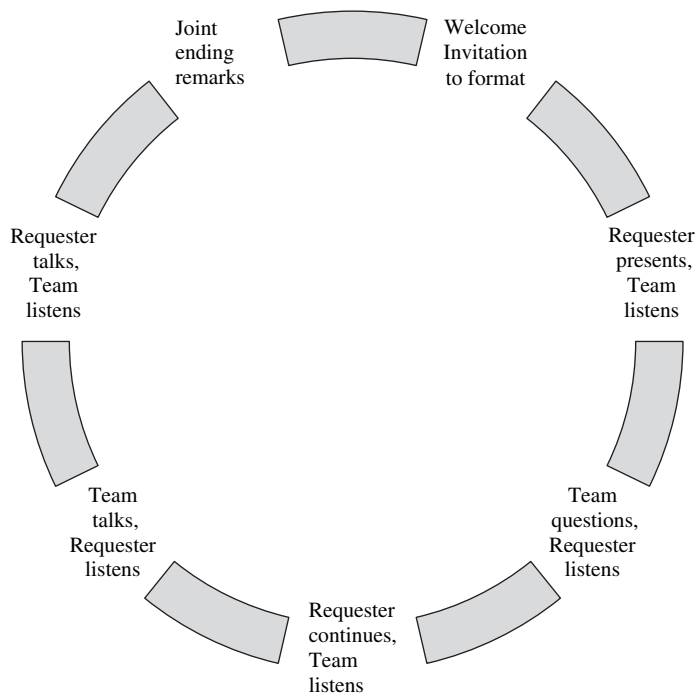 Joint
ending
remarks
Welcome
Invitation
to format
Requester
presents,
Team
listens
Team
questions,
Requester
listens
Requester
continues,
Team
listens
Team
talks,
Requester
listens
Requester
talks,
Team
listens